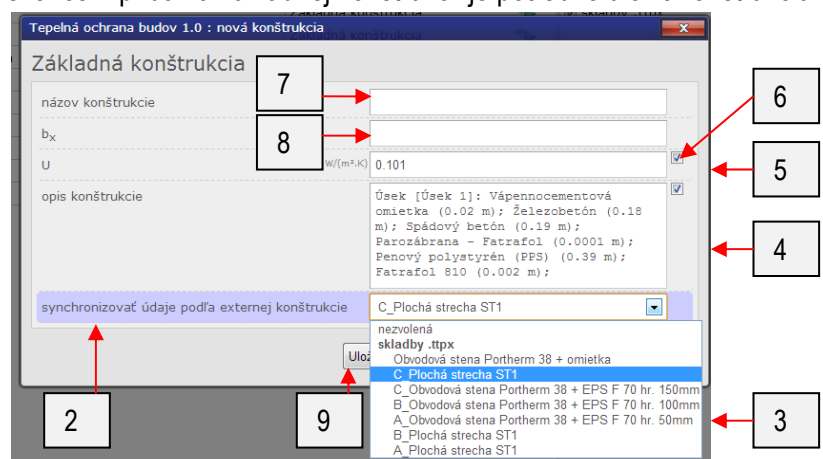 Tepelná ochrana budov 1.0 : nová konštrukcia
Základná konštrukcia
7
názov konštrukcie
6
bx
8
U
W/(m².K)
0.101
5
opis konštrukcie
Úsek [Úsek 1]: Vápennocementová
omietka (0.02 m); Železobetón (0.18
m); Spádový betón (0.19 m);
Parozábrana - Fatrafol (0.0001 m);
Penový polystyrén (PPS) (0.39 m);
Fatrafol 810 (0.002 m);
4
synchronizovať údaje podľa externej konštrukcie
C_Plochá strecha ST1
nezvolená
skladby .ttpx
Obvodová stena Portherm 38 + omietka
C_Plochá strecha ST1
C_Obvodová stena Portherm 38 + EPS F 70 hr. 150mm
B_Obvodová stena Portherm 38 + EPS F 70 hr. 100mm
A_Obvodová stena Portherm 38 + EPS F 70 hr. 50mm
B_Plochá strecha ST1
A_Plochá strecha ST1
2
9
3